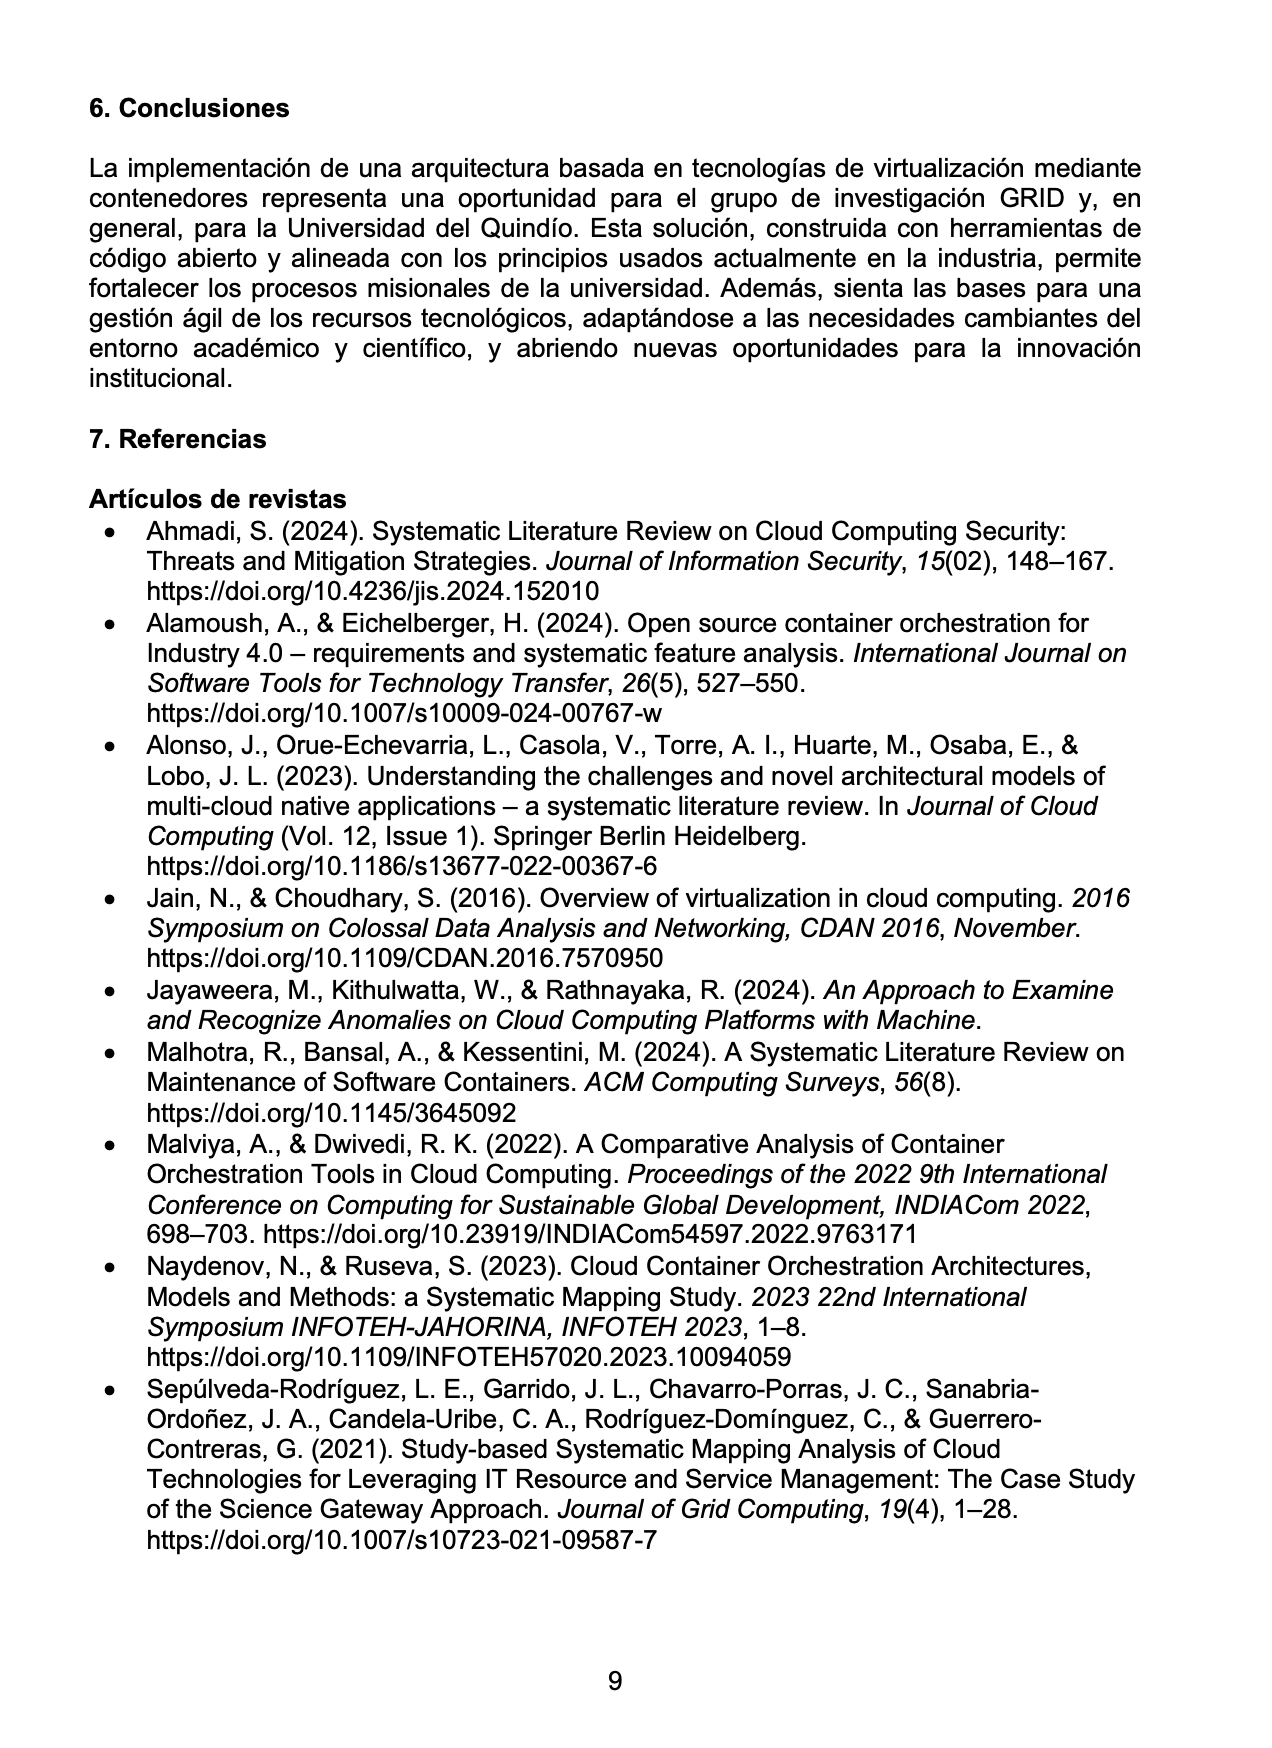 6. Conclusiones
La implementación de una arquitectura basada en tecnologías de virtualización mediante
contenedores representa una oportunidad para el grupo de investigación GRID y, en
general, para la Universidad del Quindío. Esta solución, construida con herramientas de
código abierto y alineada con los principios usados actualmente en la industria, permite
fortalecer los procesos misionales de la universidad. Además, sienta las bases para una
gestión ágil de los recursos tecnológicos, adaptándose a las necesidades cambiantes del
entorno académico y científico, y abriendo nuevas oportunidades para la innovación
institucional.
7. Referencias
Artículos de revistas
• Ahmadi, S. (2024). Systematic Literature Review on Cloud Computing Security:
Threats and Mitigation Strategies. Journal of Information Security, 15(02), 148–167.
https://doi.org/10.4236/jis.2024.152010
• Alamoush, A., & Eichelberger, H. (2024). Open source container orchestration for
Industry 4.0 – requirements and systematic feature analysis. International Journal on
Software Tools for Technology Transfer, 26(5), 527–550.
https://doi.org/10.1007/s10009-024-00767-w
• Alonso, J., Orue-Echevarria, L., Casola, V., Torre, A. I., Huarte, M., Osaba, E., &
Lobo, J. L. (2023). Understanding the challenges and novel architectural models of
multi-cloud native applications – a systematic literature review. In Journal of Cloud
Computing (Vol. 12, Issue 1). Springer Berlin Heidelberg.
https://doi.org/10.1186/s13677-022-00367-6
• Jain, N., & Choudhary, S. (2016). Overview of virtualization in cloud computing. 2016
Symposium on Colossal Data Analysis and Networking, CDAN 2016, November.
https://doi.org/10.1109/CDAN.2016.7570950
• Jayaweera, M., Kithulwatta, W., & Rathnayaka, R. (2024). An Approach to Examine
and Recognize Anomalies on Cloud Computing Platforms with Machine.
• Malhotra, R., Bansal, A., & Kessentini, M. (2024). A Systematic Literature Review on
Maintenance of Software Containers. ACM Computing Surveys, 56(8).
https://doi.org/10.1145/3645092
• Malviya, A., & Dwivedi, R. K. (2022). A Comparative Analysis of Container
Orchestration Tools in Cloud Computing. Proceedings of the 2022 9th International
Conference on Computing for Sustainable Global Development, INDIACom 2022,
698–703. https://doi.org/10.23919/INDIACom54597.2022.9763171
• Naydenov, N., & Ruseva, S. (2023). Cloud Container Orchestration Architectures,
Models and Methods: a Systematic Mapping Study. 2023 22nd International
Symposium INFOTEH-JAHORINA, INFOTEH 2023, 1–8.
https://doi.org/10.1109/INFOTEH57020.2023.10094059
• Sepúlveda-Rodríguez, L. E., Garrido, J. L., Chavarro-Porras, J. C., Sanabria-
Ordoñez, J. A., Candela-Uribe, C. A., Rodríguez-Domínguez, C., & Guerrero-
Contreras, G. (2021). Study-based Systematic Mapping Analysis of Cloud
Technologies for Leveraging IT Resource and Service Management: The Case Study
of the Science Gateway Approach. Journal of Grid Computing, 19(4), 1–28.
https://doi.org/10.1007/s10723-021-09587-7
9